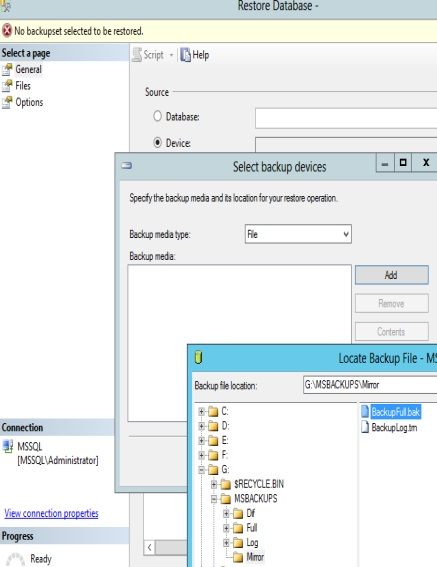 Restore Database -
No backupset selected to be restored.
Select a page
General
Files
Options
Script
Help
Source
Database:
Device:
Select backup devices
Specify the backup media and its location for your restore operation.
Backup media type:
File
Backup media:
Add
Remove
Contents
Locate Backup File - MS
Backup file location:
G:\MSBACKUPS\Mirror
C:
D:
E:
F:
G:
$RECYCLE.BIN
MSBACKUPS
Dif
Full
Log
Mirror
BackupFull.bak
BackupLog.trn
Connection
MSSQL
[MSSQL\Administrator]
View connection properties
Progress
Ready